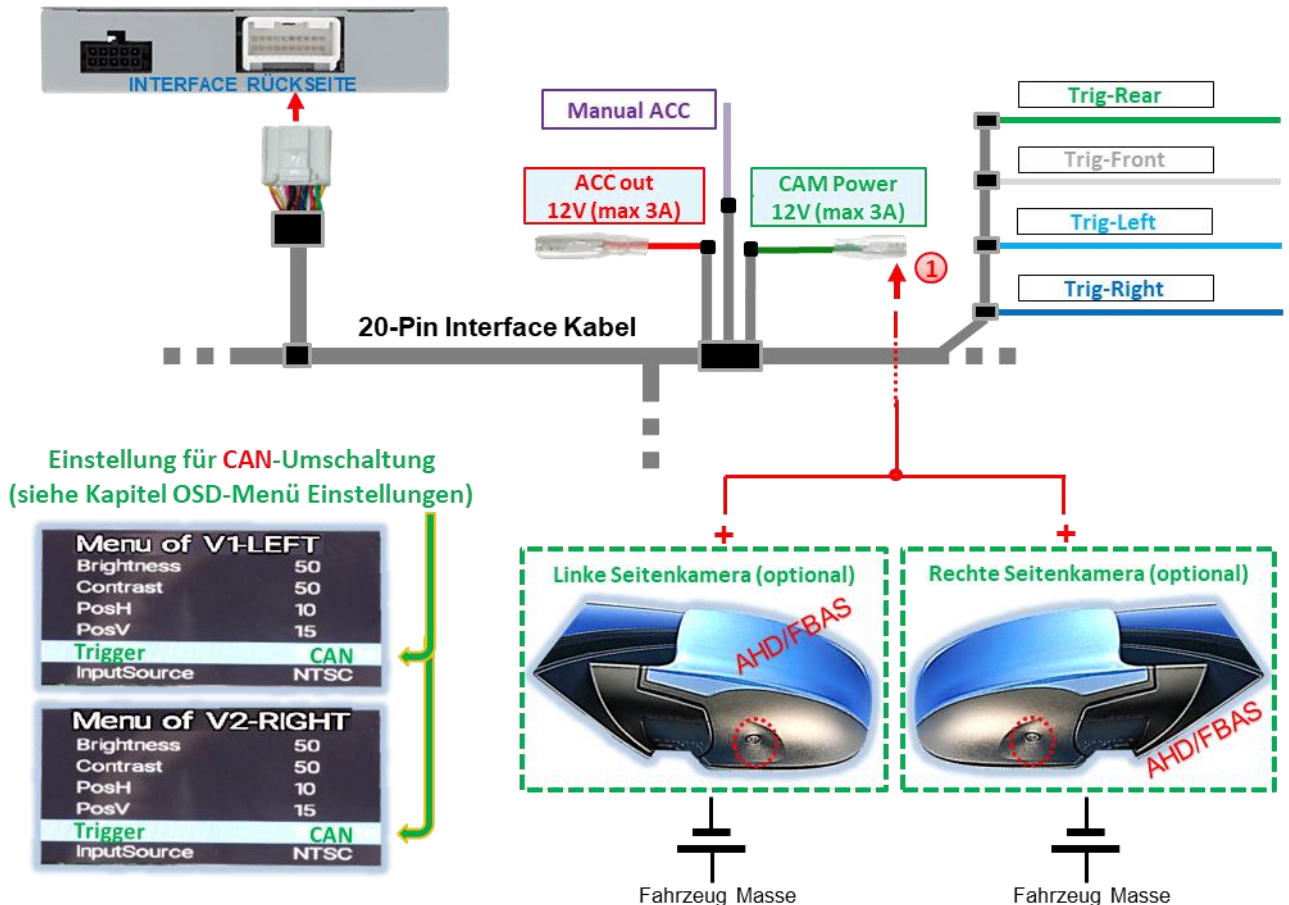 INTERFACE RÜCKSEITE
Manual ACC
ACC out
12V (max 3A)
CAM Power
12V (max 3A)
1
Trig-Rear
Trig-Front
Trig-Left
Trig-Right
20-Pin Interface Kabel
Einstellung für CAN-Umschaltung
(siehe Kapitel OSD-Menü Einstellungen)
Menu of V1-LEFT
Brightness 50
Contrast 50
PosH 10
PosV 15
Trigger CAN
InputSource NTSC
Menu of V2-RIGHT
Brightness 50
Contrast 50
PosH 10
PosV 15
Trigger CAN
InputSource NTSC
+
+
Linke Seitenkamera (optional)
AHD/FBAS
Rechte Seitenkamera (optional)
AHD/FBAS
Fahrzeug Masse
Fahrzeug Masse